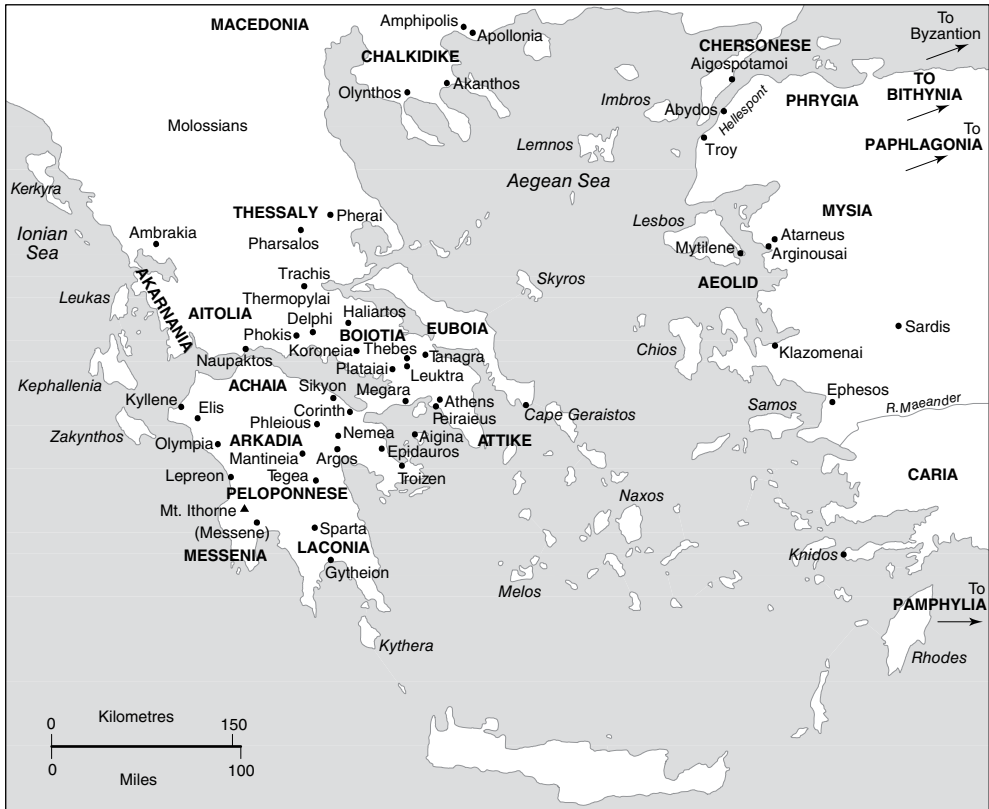 MACEDONIA
Amphipolis
Apollonia
CHALKIDIKE
Akanthos
Olynthos
CHERSONESE
Aigospotamoi
To
Byzantion
Imbros
Abydos
Hellespont
PHRYGIA
TO
BITHYNIA
Molossians
Lemnos
Troy
To
PAPHLAGONIA
Aegean Sea
Kerkyra
Ionian
Sea
Ambrakia
THESSALY
Pherai
Pharsalos
Lesbos
MYSIA
Mytilene
Atarneus
Arginousai
AEOLID
Trachis
Thermopylai
Skyros
Leukas
AKARNANIA
AITOLIA
Delphi
Haliartos
Phokis
BOIOTIA
EUBOIA
Koroneia
Thebes
Tanagra
Naupaktos
Plataiai
Leuktra
Chios
Klazomenai
Sardis
Kephallenia
ACHAIA
Sikyon
Megara
Kyllene
Elis
Corinth
Athens
Peiraieus
Cape Geraistos
Samos
Ephesos
R.Maeander
Zakynthos
Phleious
Nemea
Aigina
ATTIKE
Olympia
ARKADIA
Mantineia
Argos
Epidauros
Lepreon
Tegea
Troizen
CARIA
PELOPONNESE
Naxos
Mt. Ithorne
(Messene)
Sparta
MESSENIA
LACONIA
Gytheion
Knidos
Melos
To
PAMPHYLIA
Kythera
Rhodes
0 Kilometres 150
0 Miles 100